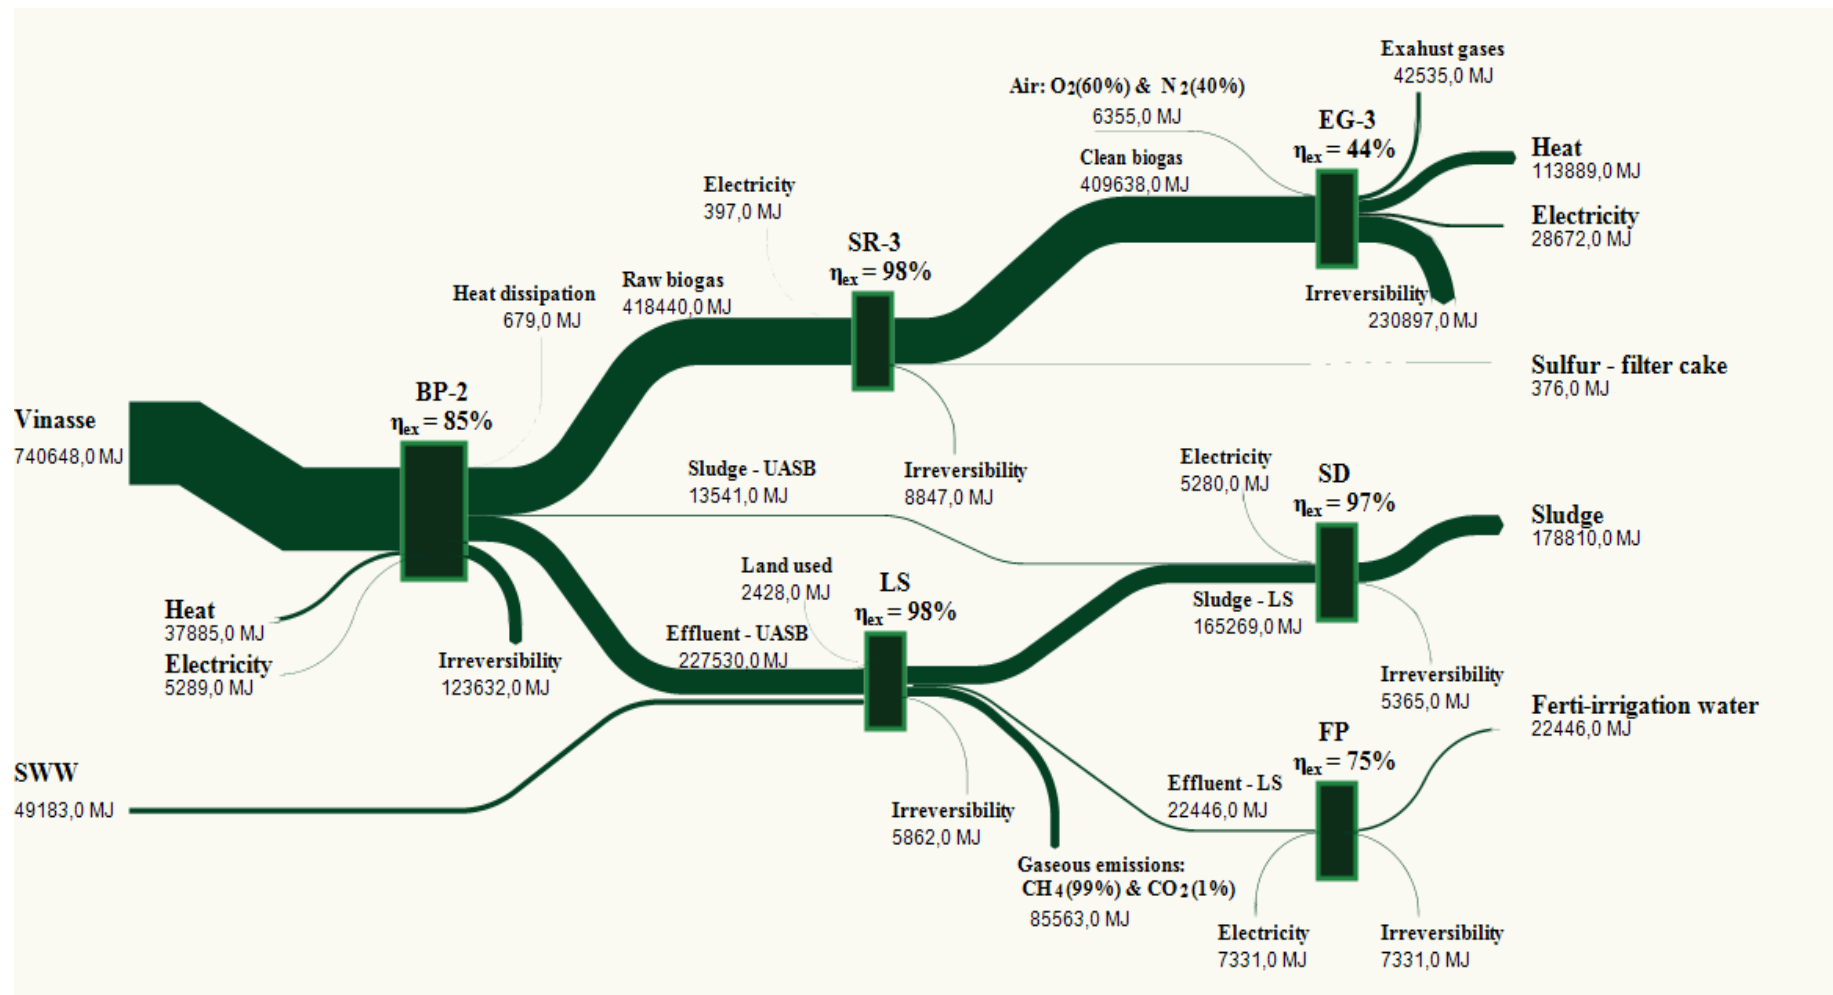 Exahust gases
42535,0 MJ
Air: O2(60%) & N2(40%)
6355,0 MJ
EG-3
ηex = 44%
Heat
113889,0 MJ
Clean biogas
409638,0 MJ
Electricity
397,0 MJ
Electricity
28672,0 MJ
SR-3
ηex = 98%
Raw biogas
418440,0 MJ
Heat dissipation
679,0 MJ
Irreversibility
230897,0 MJ
Sulfur - filter cake
376,0 MJ
BP-2
ηex = 85%
Vinasse
740648,0 MJ
Sludge - UASB
13541,0 MJ
Irreversibility
8847,0 MJ
Electricity
5280,0 MJ
SD
ηex = 97%
Sludge
178810,0 MJ
Land used
2428,0 MJ
LS
ηex = 98%
Heat
37885,0 MJ
Electricity
5289,0 MJ
Irreversibility
123632,0 MJ
Effluent - UASB
227530,0 MJ
Sludge - LS
165269,0 MJ
Irreversibility
5365,0 MJ
Ferti-irrigation water
22446,0 MJ
FP
ηex = 75%
SWW
49183,0 MJ
Effluent - LS
22446,0 MJ
Irreversibility
5862,0 MJ
Gaseous emissions:
CH4(99%) & CO2(1%)
85563,0 MJ
Electricity
7331,0 MJ
Irreversibility
7331,0 MJ